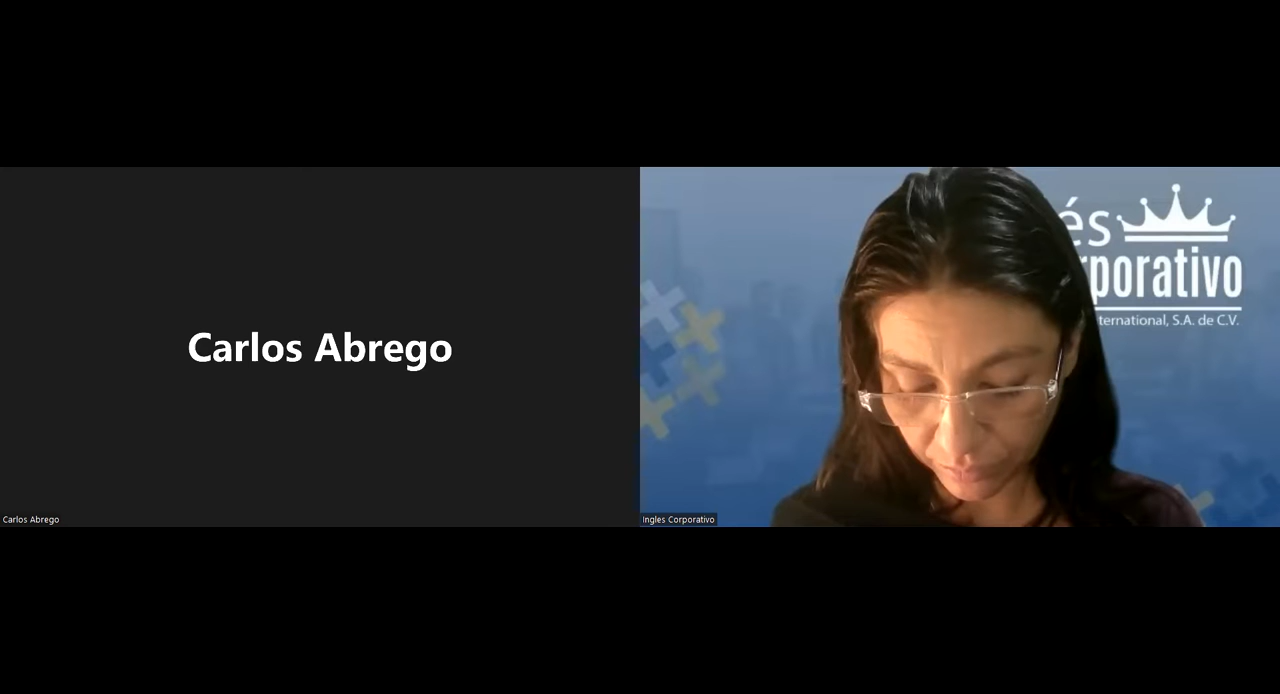 Carlos Abrego
Carlos Abrego
és
rporativo
ternational, S.A. de C.V.
Ingles Corporativo